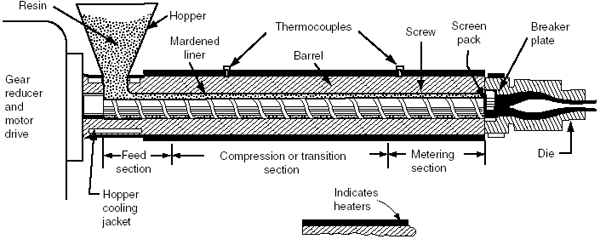 Resin
Hopper
Thermocouples
Screen
pack
Breaker
plate
Mardened
liner
Screw
Barrel
Gear
reducer
and
motor
drive
Feed
section
Compression or transition
section
Metering
section
Die
Hopper
cooling
jacket
Indicates
heaters